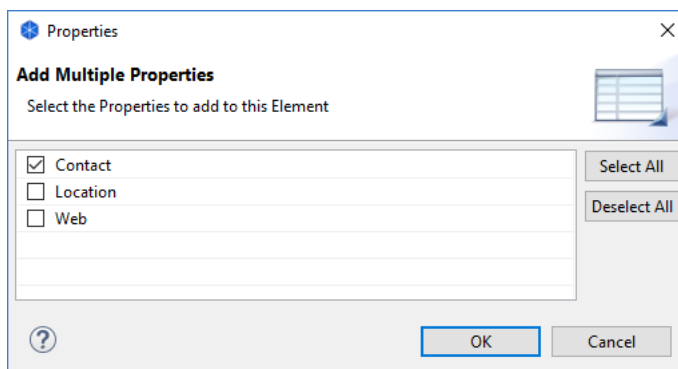 Properties
Add Multiple Properties
Select the Properties to add to this Element
Contact
Location
Web
Select All
Deselect All
?
OK
Cancel